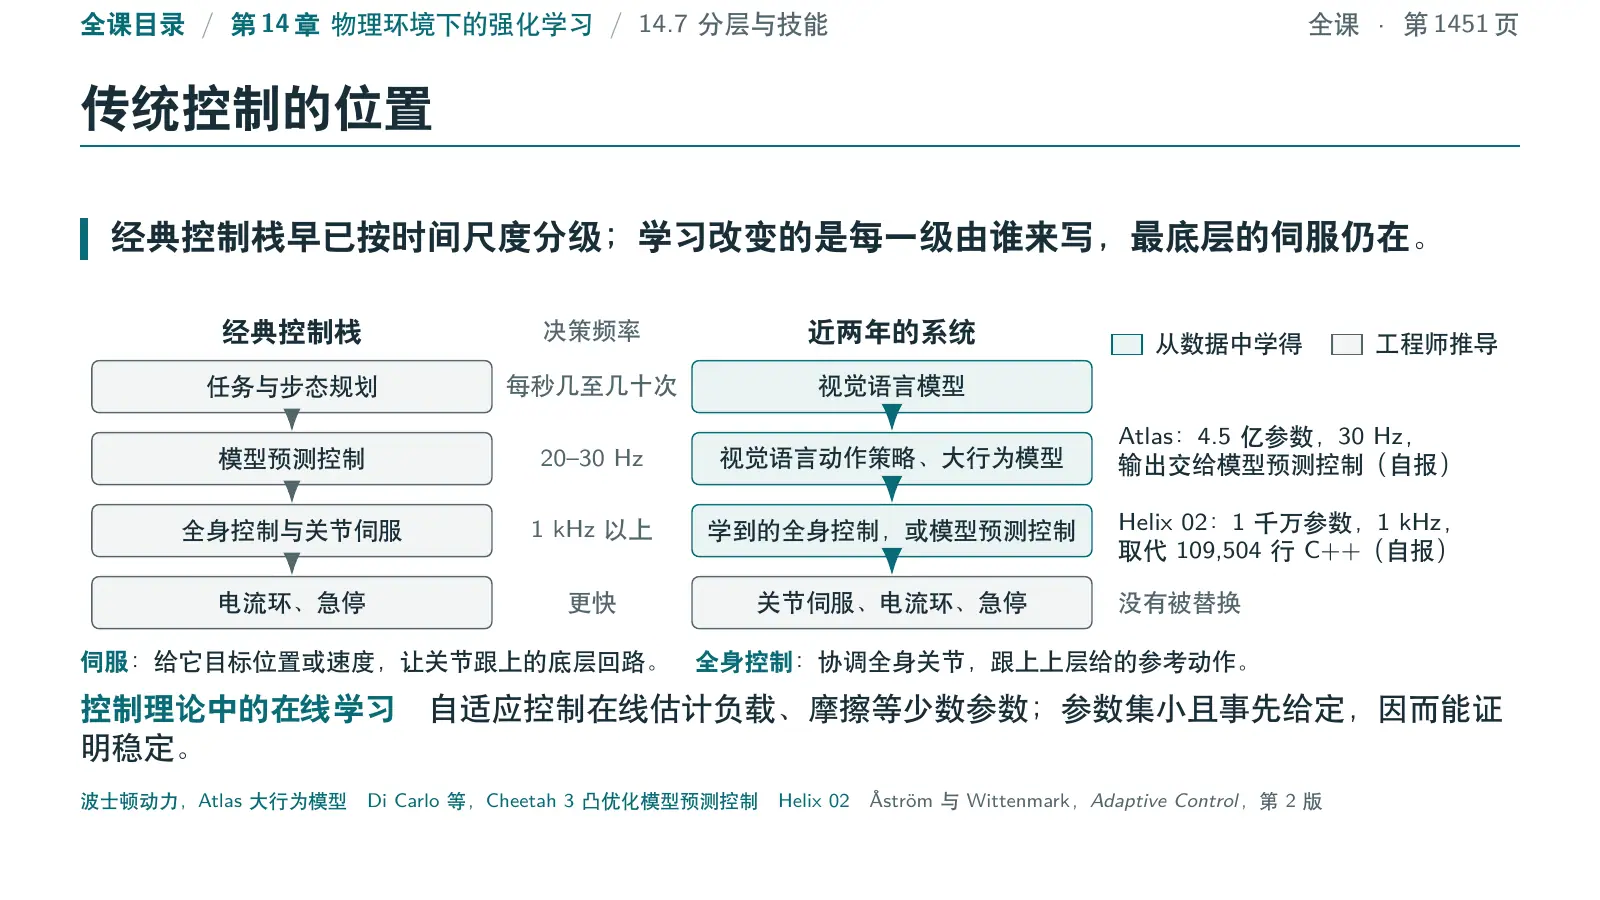 全课目录 / 第 14 章 物理环境下的强化学习 / 14.7 分层与技能
全课 · 第 1451 页
传统控制的位置
经典控制栈早已按时间尺度分级；学习改变的是每一级由谁来写，最底层的伺服仍在。
经典控制栈 决策频率 近两年的系统 从数据中学得 工程师推导
任务与步态规划 每秒几至几十次 视觉语言模型
模型预测控制 20–30 Hz 视觉语言动作策略、大行为模型
Atlas：4.5 亿参数，30 Hz，
输出交给模型预测控制（自报）
全身控制与关节伺服 1 kHz 以上 学到的全身控制，或模型预测控制
Helix 02：1 千万参数，1 kHz，
取代 109,504 行 C++（自报）
电流环、急停 更快 关节伺服、电流环、急停 没有被替换
伺服：给它目标位置或速度，让关节跟上的底层回路。 全身控制：协调全身关节，跟上上层给的参考动作。
控制理论中的在线学习 自适应控制在线估计负载、摩擦等少数参数；参数集小且事先给定，因而能证
明稳定。
波士顿动力，Atlas 大行为模型 Di Carlo 等，Cheetah 3 凸优化模型预测控制 Helix 02 Åström 与 Wittenmark，Adaptive Control，第 2 版